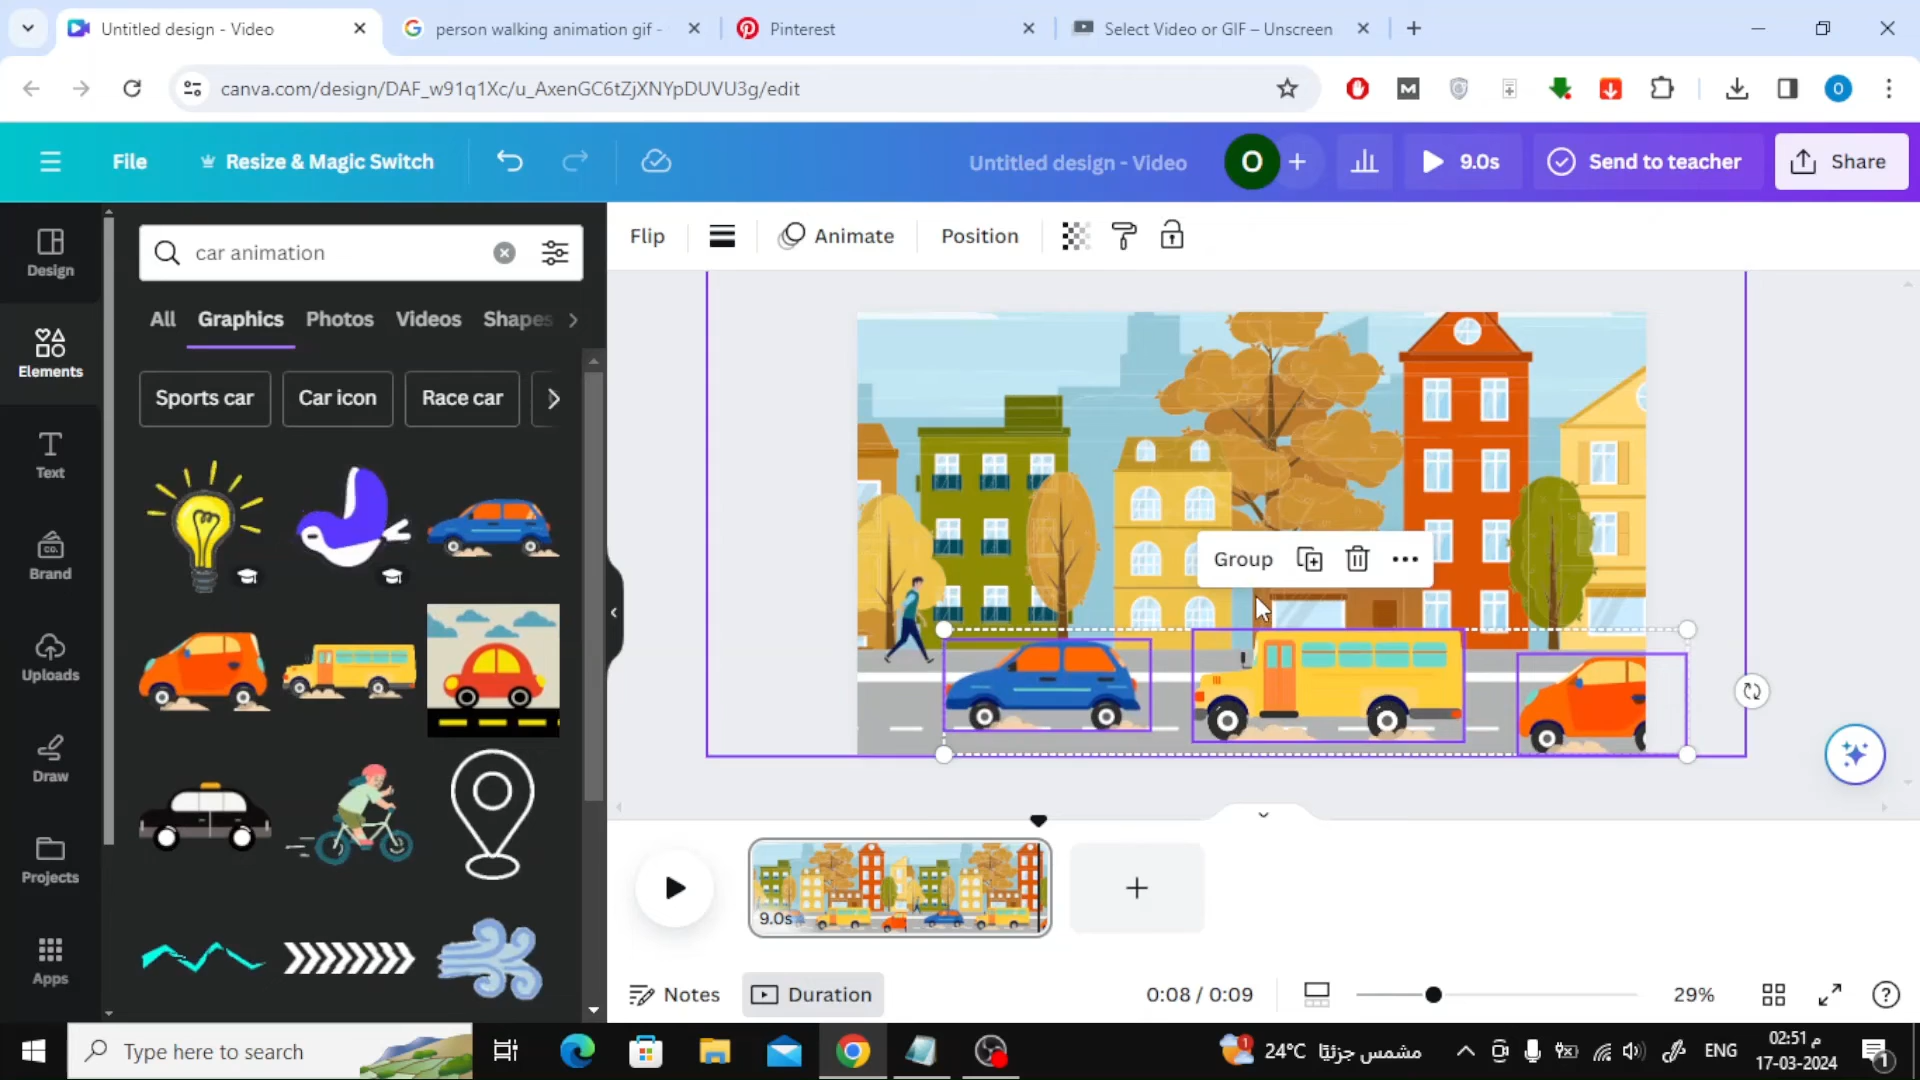 Untitled design - Video
person walking animation gif -
Pinterest
Select Video or GIF – Unscreen
canva.com/design/DAF_w91q1Xc/u_AxenGC6tZjXNYpDUVU3g/edit
O
File
Resize & Magic Switch
Untitled design - Video
O
9.0s
Send to teacher
Share
Design
Elements
Text
CO.
Brand
Uploads
Draw
Projects
Apps
car animation
All
Graphics
Photos
Videos
Shapes
Sports car
Car icon
Race car
Flip
Animate
Position
Group
9.0s
Notes
Duration
0:08 / 0:09
29%
Type here to search
1
24°C
مشمس جزئيًا
ENG
02:51 م
17-03-2024
1